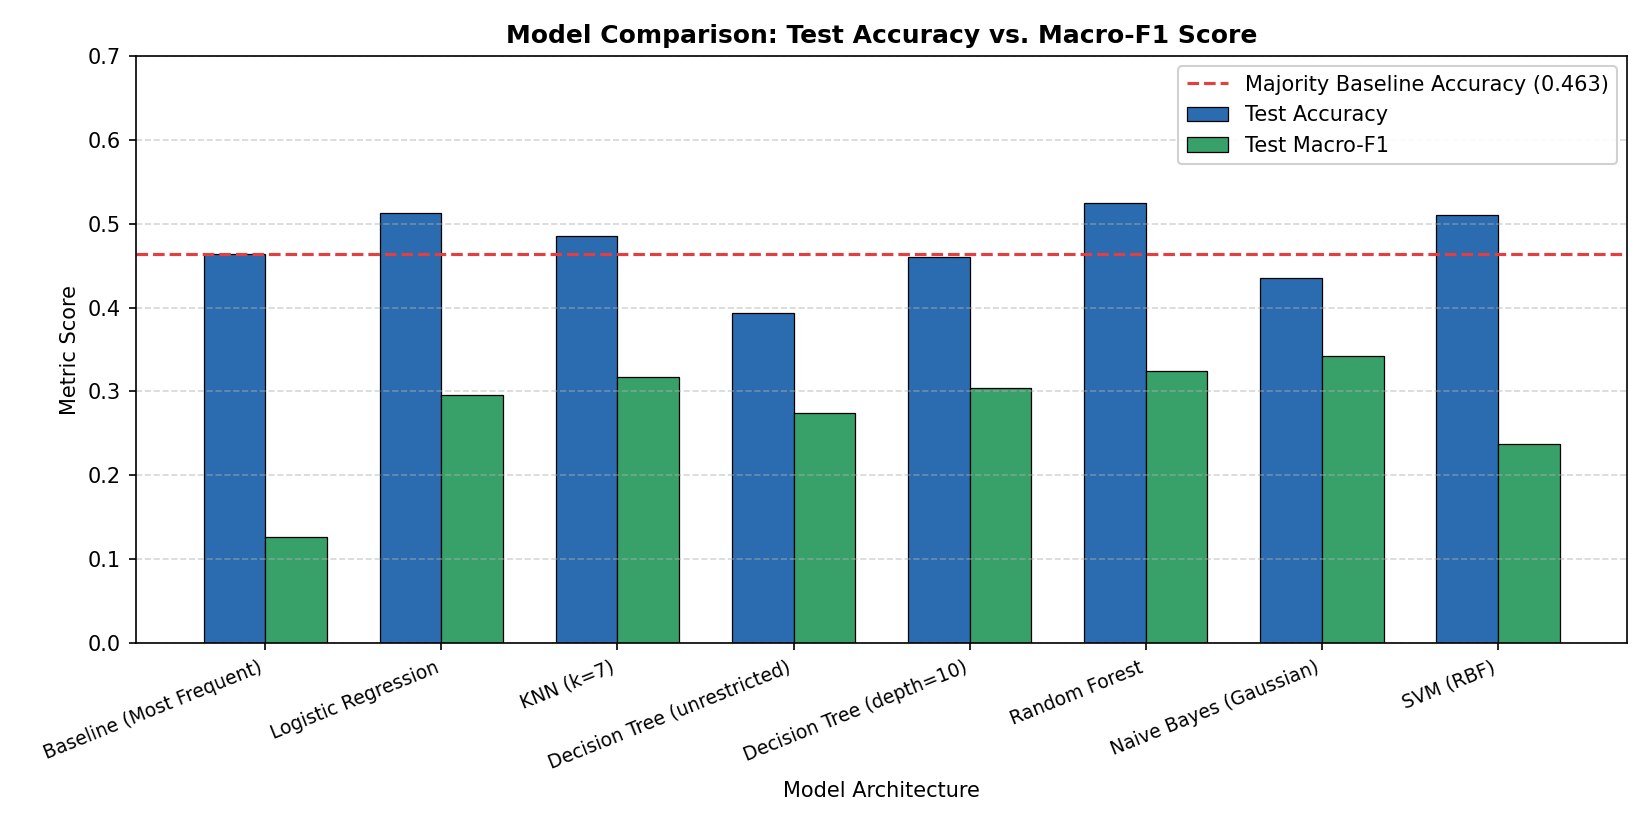 Model Comparison: Test Accuracy vs. Macro-F1 Score
Majority Baseline Accuracy (0.463)
Test Accuracy
Test Macro-F1
Metric Score
0.7
0.6
0.5
0.4
0.3
0.2
0.1
0.0
Baseline (Most Frequent)
Logistic Regression
KNN (k=7)
Decision Tree (unrestricted)
Decision Tree (depth=10)
Random Forest
Naive Bayes (Gaussian)
SVM (RBF)
Model Architecture